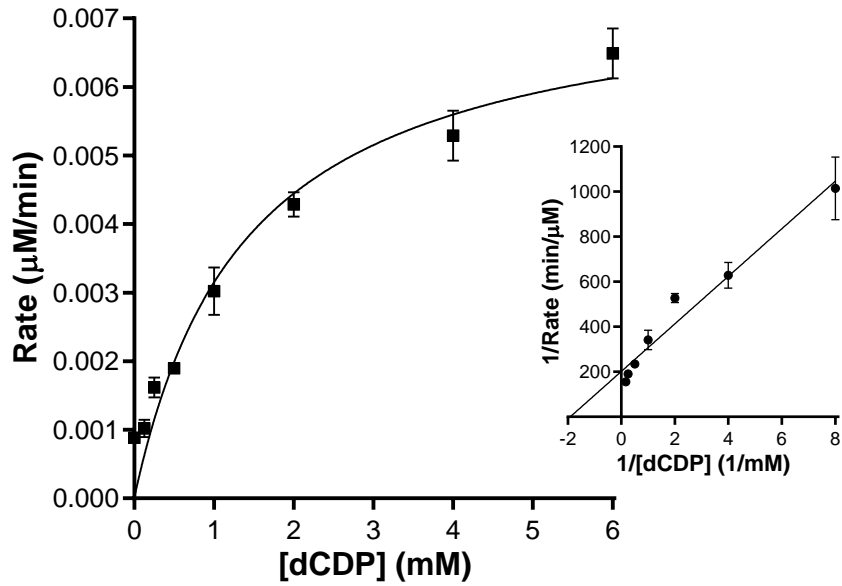 0.007
0.006
0.005
0.004
0.003
0.002
0.001
0.000
Rate (μM/min)
0 1 2 3 4 5 6
[dCDP] (mM)
1200
1000
800
600
400
200
1/Rate (min/μM)
-2 0 2 4 6 8
1/[dCDP] (1/mM)